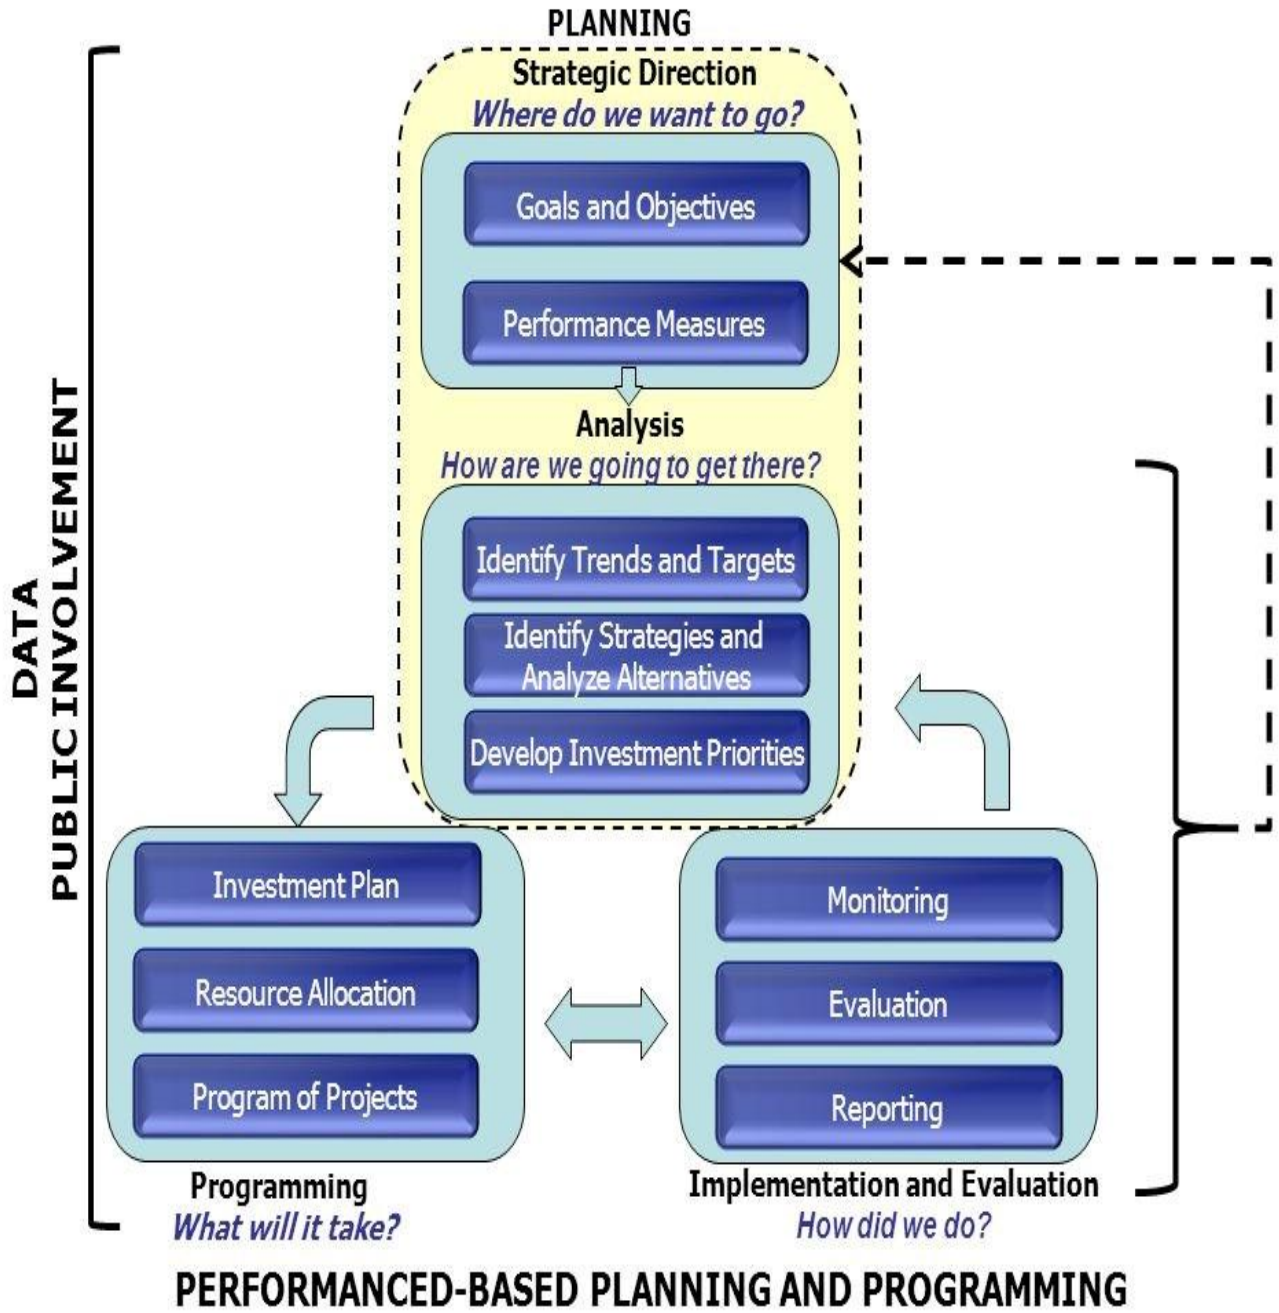 PLANNING
Strategic Direction
Where do we want to go?
Goals and Objectives
Performance Measures
Analysis
How are we going to get there?
Identify Trends and Targets
Identify Strategies and
Analyze Alternatives
Develop Investment Priorities
DATA
PUBLIC INVOLVEMENT
Investment Plan
Resource Allocation
Program of Projects
Programming
What will it take?
Monitoring
Evaluation
Reporting
Implementation and Evaluation
How did we do?
PERFORMANCED-BASED PLANNING AND PROGRAMMING